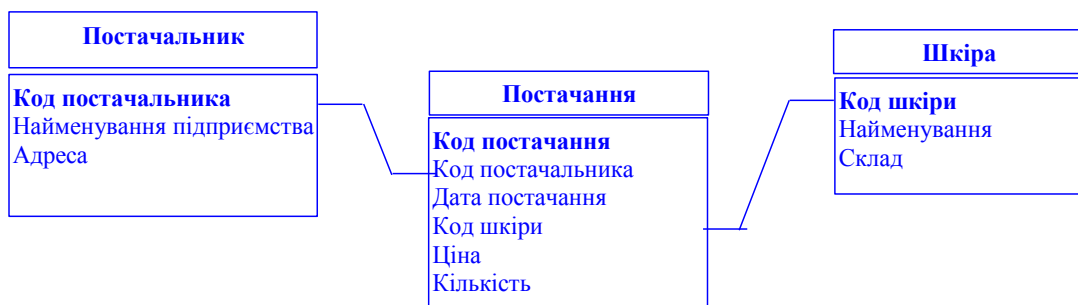 Постачальник
Код постачальника
Найменування підприємства
Адреса
Постачання
Код постачання
Код постачальника
Дата постачання
Код шкіри
Ціна
Кількість
Шкіра
Код шкіри
Найменування
Склад